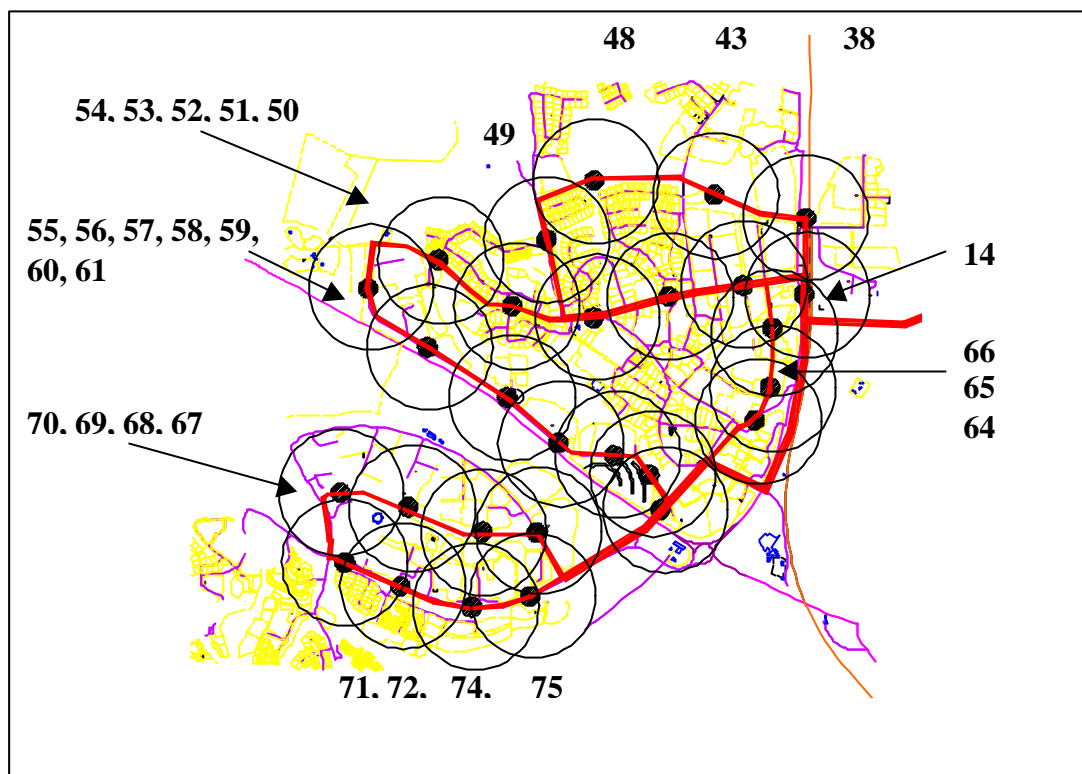 48 43 38
54, 53, 52, 51, 50
49
55, 56, 57, 58, 59,
60, 61
14
66
65
64
70, 69, 68, 67
71, 72, 74, 75